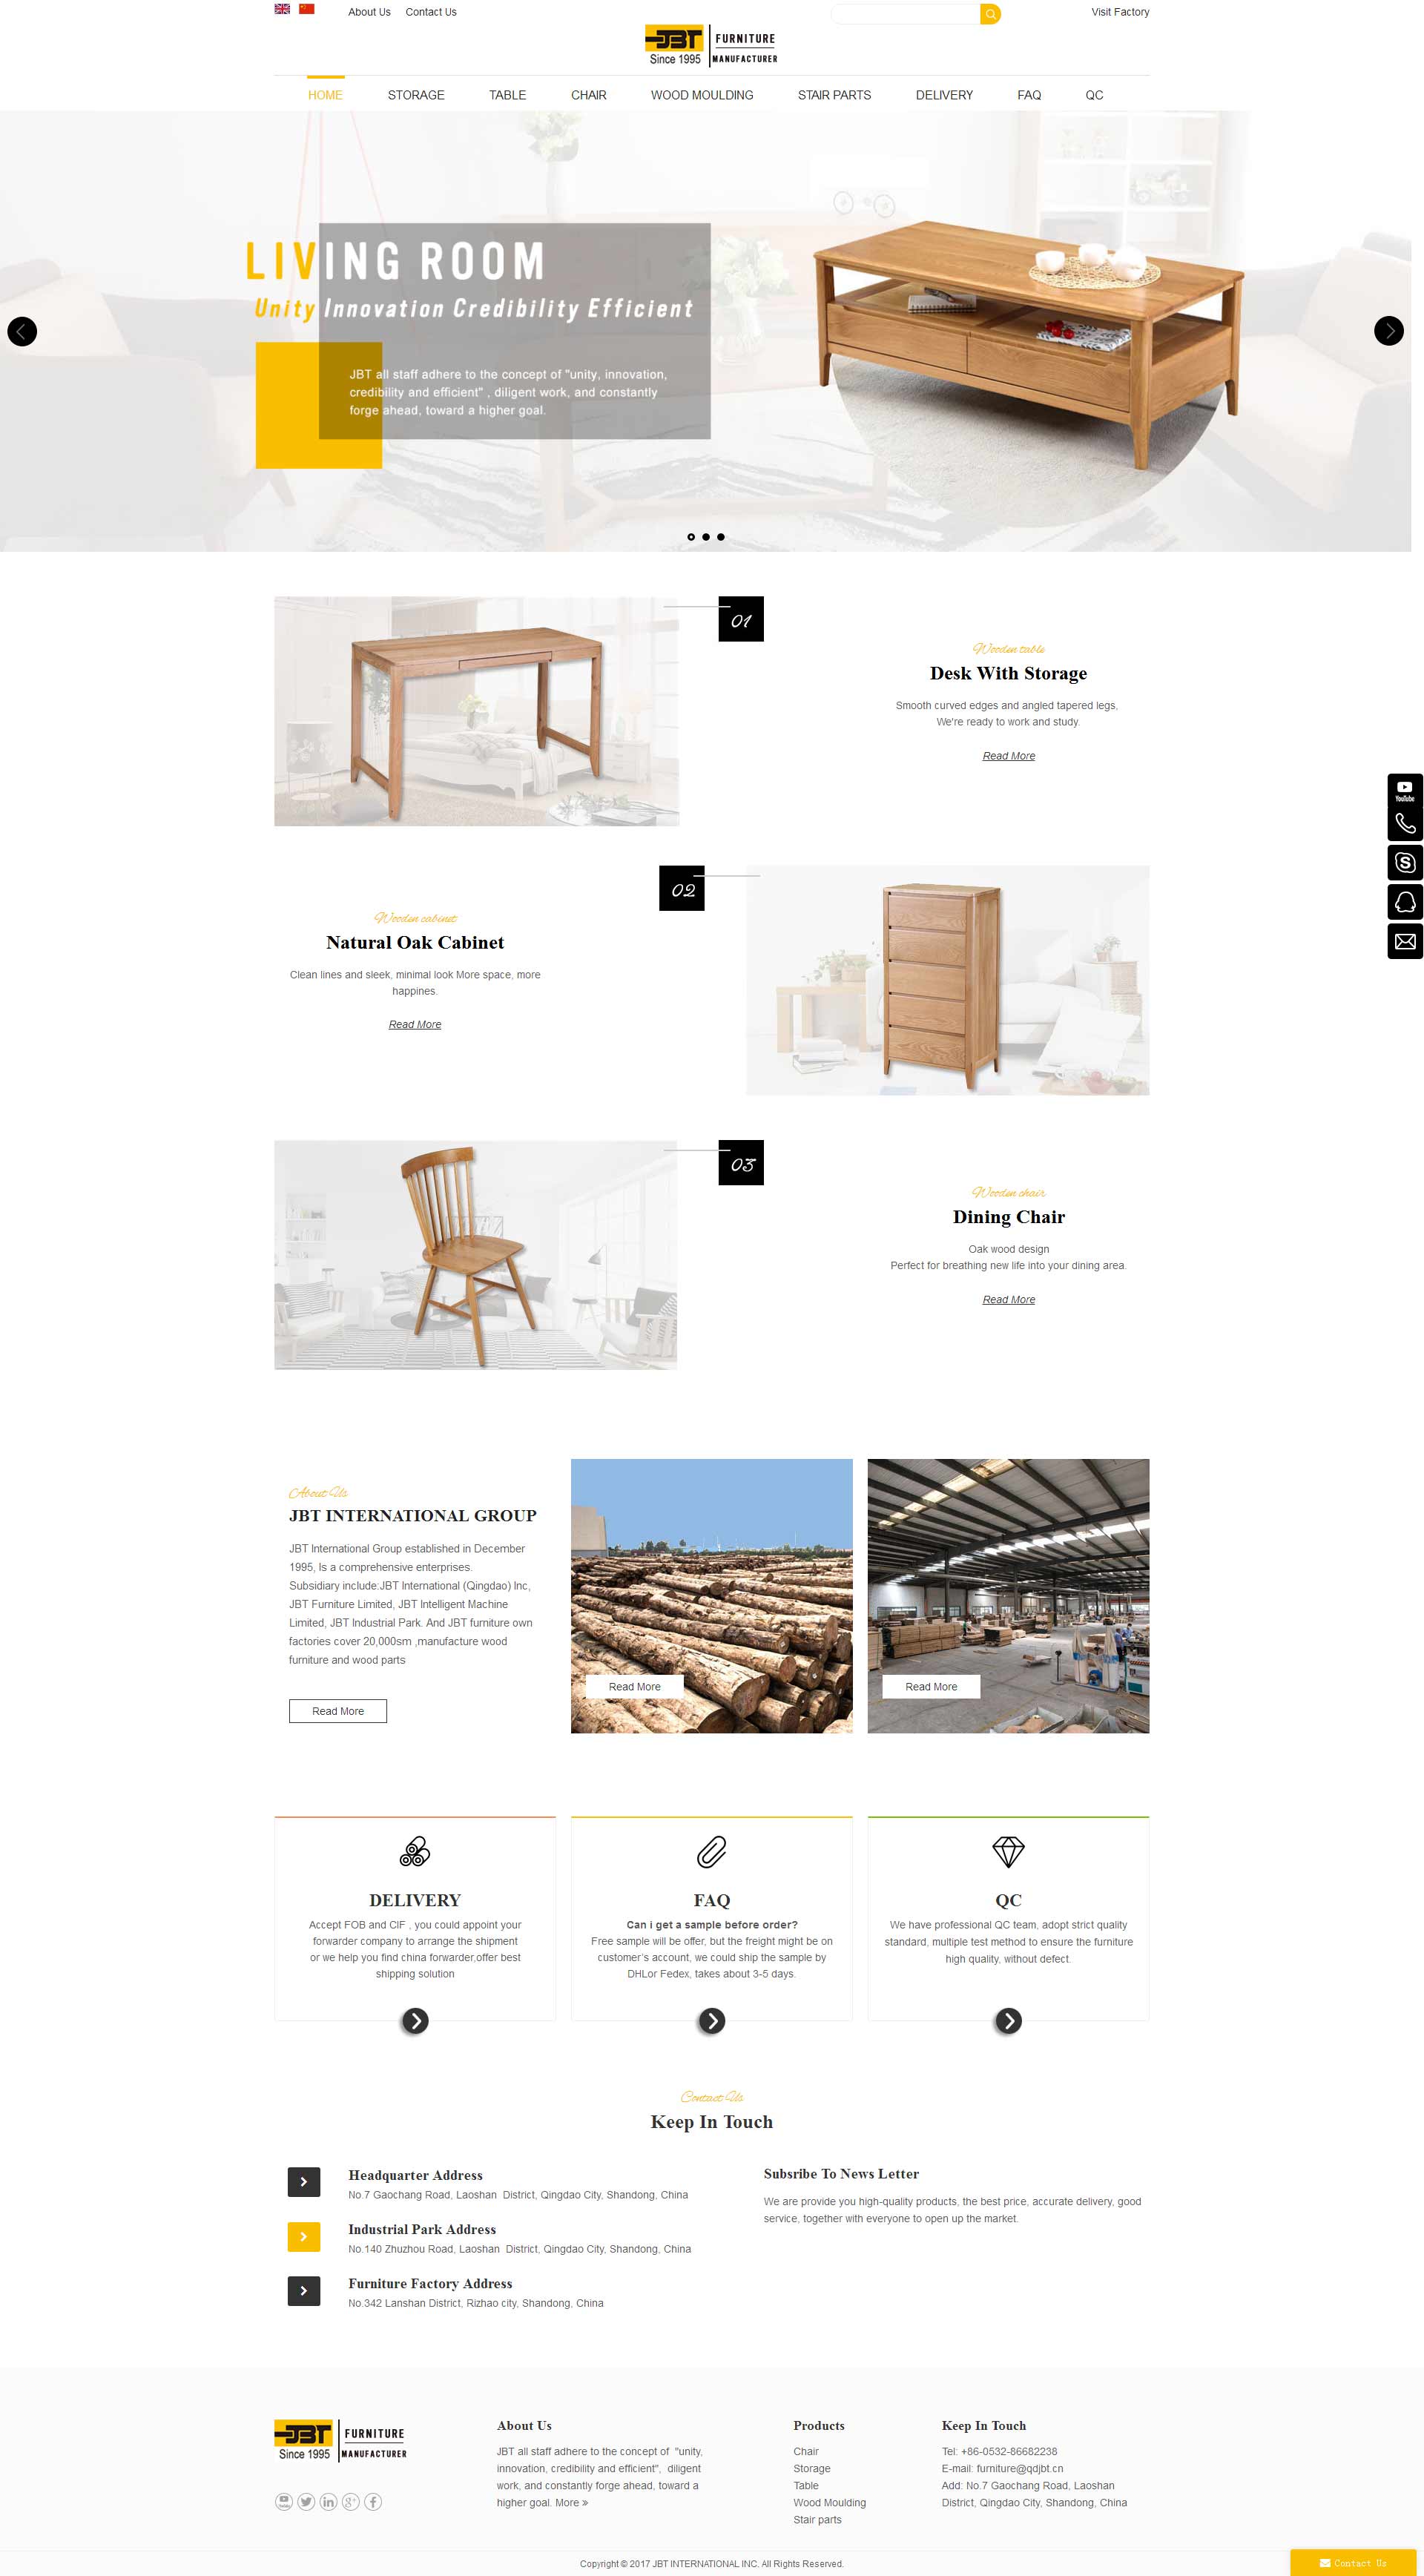 About Us
Contact Us
Visit Factory
JBT
Since 1995
FURNITURE
MANUFACTURER
HOME
STORAGE
TABLE
CHAIR
WOOD MOULDING
STAIR PARTS
DELIVERY
FAQ
QC
LIVING ROOM
Unity Innovation Credibility Efficient
JBT all staff adhere to the concept of "unity, innovation,
credibility and efficient" , diligent work, and constantly
forge ahead, toward a higher goal.
01
Wooden table
Desk With Storage
Smooth curved edges and angled tapered legs,
We're ready to work and study.
Read More
YouTube
02
Wooden cabinet
Natural Oak Cabinet
Clean lines and sleek, minimal look More space, more
happines.
Read More
03
Wooden chair
Dining Chair
Oak wood design
Perfect for breathing new life into your dining area.
Read More
About Us
JBT INTERNATIONAL GROUP
JBT International Group established in December
1995, Is a comprehensive enterprises.
Subsidiary include:JBT International (Qingdao) Inc,
JBT Furniture Limited, JBT Intelligent Machine
Limited, JBT Industrial Park. And JBT furniture own
factories cover 20,000sm ,manufacture wood
furniture and wood parts
Read More
Read More
Read More
DELIVERY
Accept FOB and CIF , you could appoint your
forwarder company to arrange the shipment
or we help you find china forwarder,offer best
shipping solution
FAQ
Can i get a sample before order?
Free sample will be offer, but the freight might be on
customer's account, we could ship the sample by
DHLor Fedex, takes about 3-5 days.
QC
We have professional QC team, adopt strict quality
standard, multiple test method to ensure the furniture
high quality, without defect.
Contact Us
Keep In Touch
Headquarter Address
No.7 Gaochang Road, Laoshan  District, Qingdao City, Shandong, China
Industrial Park Address
No.140 Zhuzhou Road, Laoshan  District, Qingdao City, Shandong, China
Furniture Factory Address
No.342 Lanshan District, Rizhao city, Shandong, China
Subsribe To News Letter
We are provide you high-quality products, the best price, accurate delivery, good
service, together with everyone to open up the market.
JBT
Since 1995
FURNITURE
MANUFACTURER
About Us
JBT all staff adhere to the concept of  "unity,
innovation, credibility and efficient",  diligent
work, and constantly forge ahead, toward a
higher goal. More »
Products
Chair
Storage
Table
Wood Moulding
Stair parts
Keep In Touch
Tel: +86-0532-86682238
E-mail: furniture@qdjbt.cn
Add: No.7 Gaochang Road, Laoshan
District, Qingdao City, Shandong, China
Copyright © 2017 JBT INTERNATIONAL INC. All Rights Reserved.
Contact Us